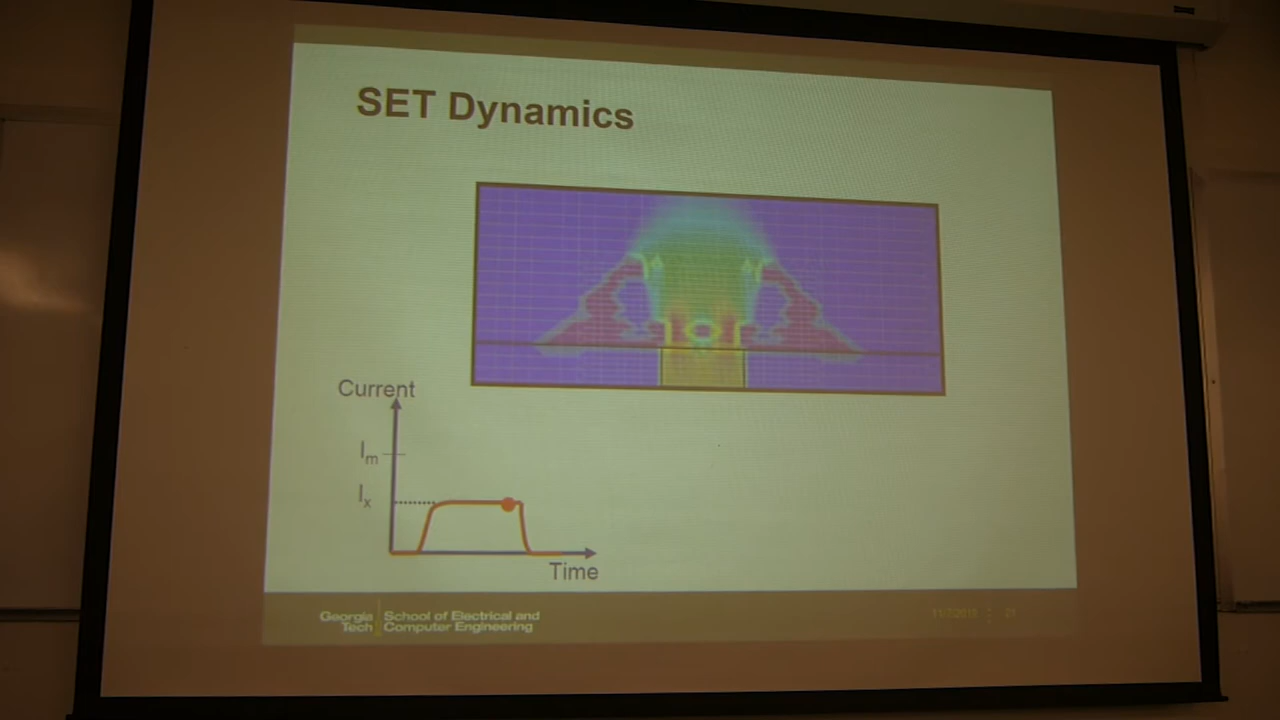 SET Dynamics
Current
Im
Ix
Time
Georgia Tech
School of Electrical and
Computer Engineering